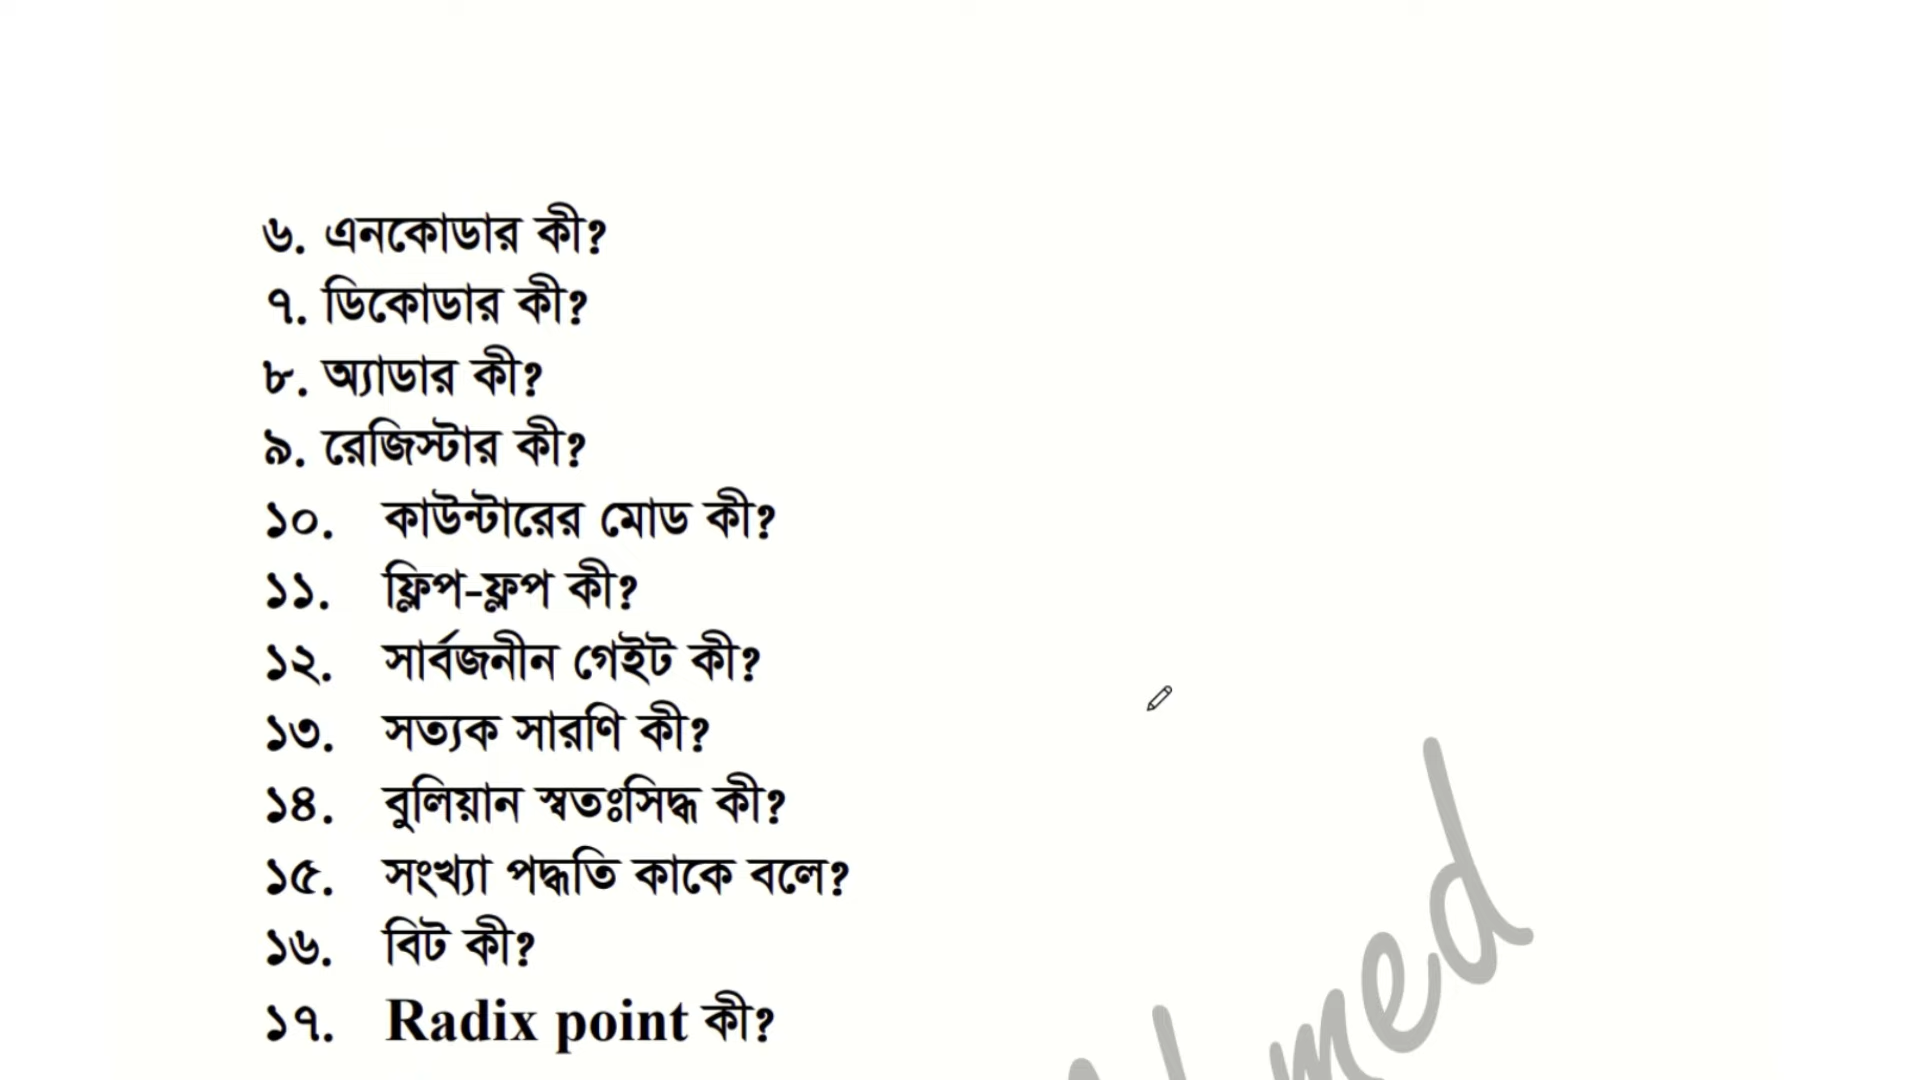 ৬. এনকোডার কী?
৭. ডিকোডার কী?
৮. অ্যাডার কী?
৯. রেজিস্টার কী?
১০. কাউন্টারের মোড কী?
১১. ফ্লিপ-ফ্লপ কী?
১২. সার্বজনীন গেইট কী?
১৩. সত্যক সারণি কী?
১৪. বুলিয়ান স্বতঃসিদ্ধ কী?
১৫. সংখ্যা পদ্ধতি কাকে বলে?
১৬. বিট কী?
১৭. Radix point কী?